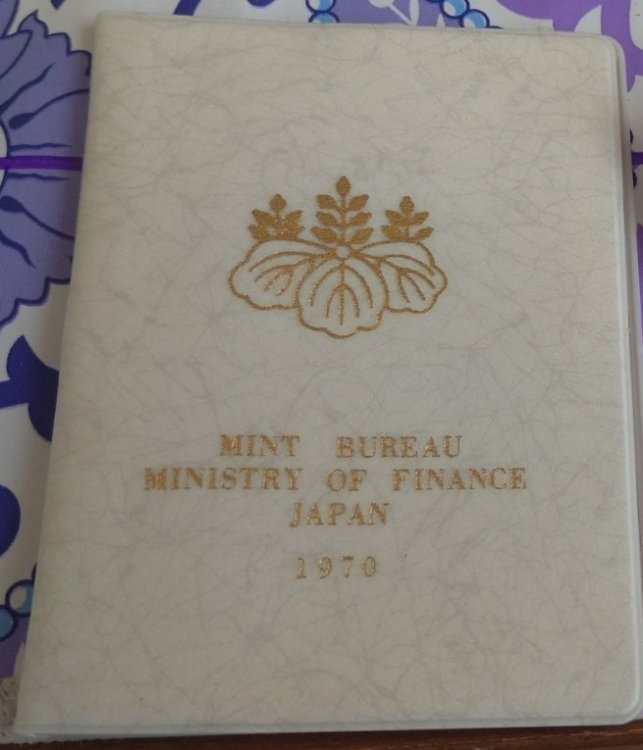 MINT BUREAU
MINISTRY OF FINANCE
JAPAN
1970